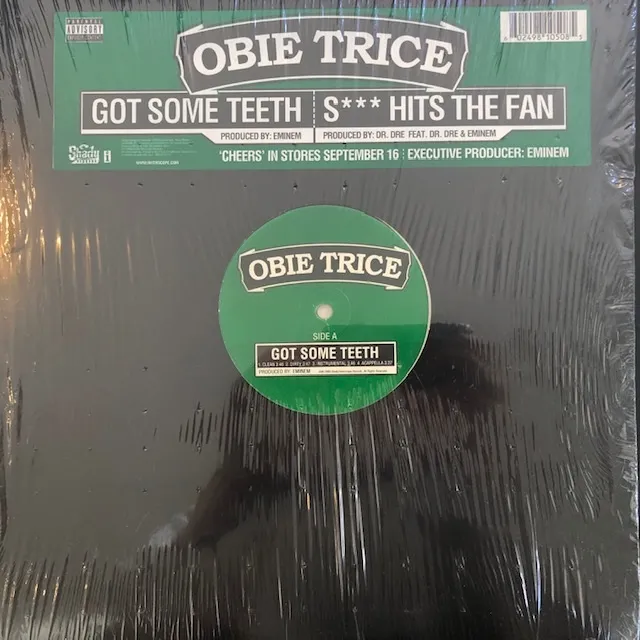 PARENTAL
ADVISORY
EXPLICIT CONTENT
OBIE TRICE
GOT SOME TEETH
S*** HITS THE FAN
PRODUCED BY: EMINEM
PRODUCED BY: DR. DRE FEAT. DR. DRE & EMINEM
Shady
'CHEERS' IN STORES SEPTEMBER 16 : EXECUTIVE PRODUCER: EMINEM
OBIE TRICE
SIDE A
GOT SOME TEETH
PRODUCED BY: EMINEM